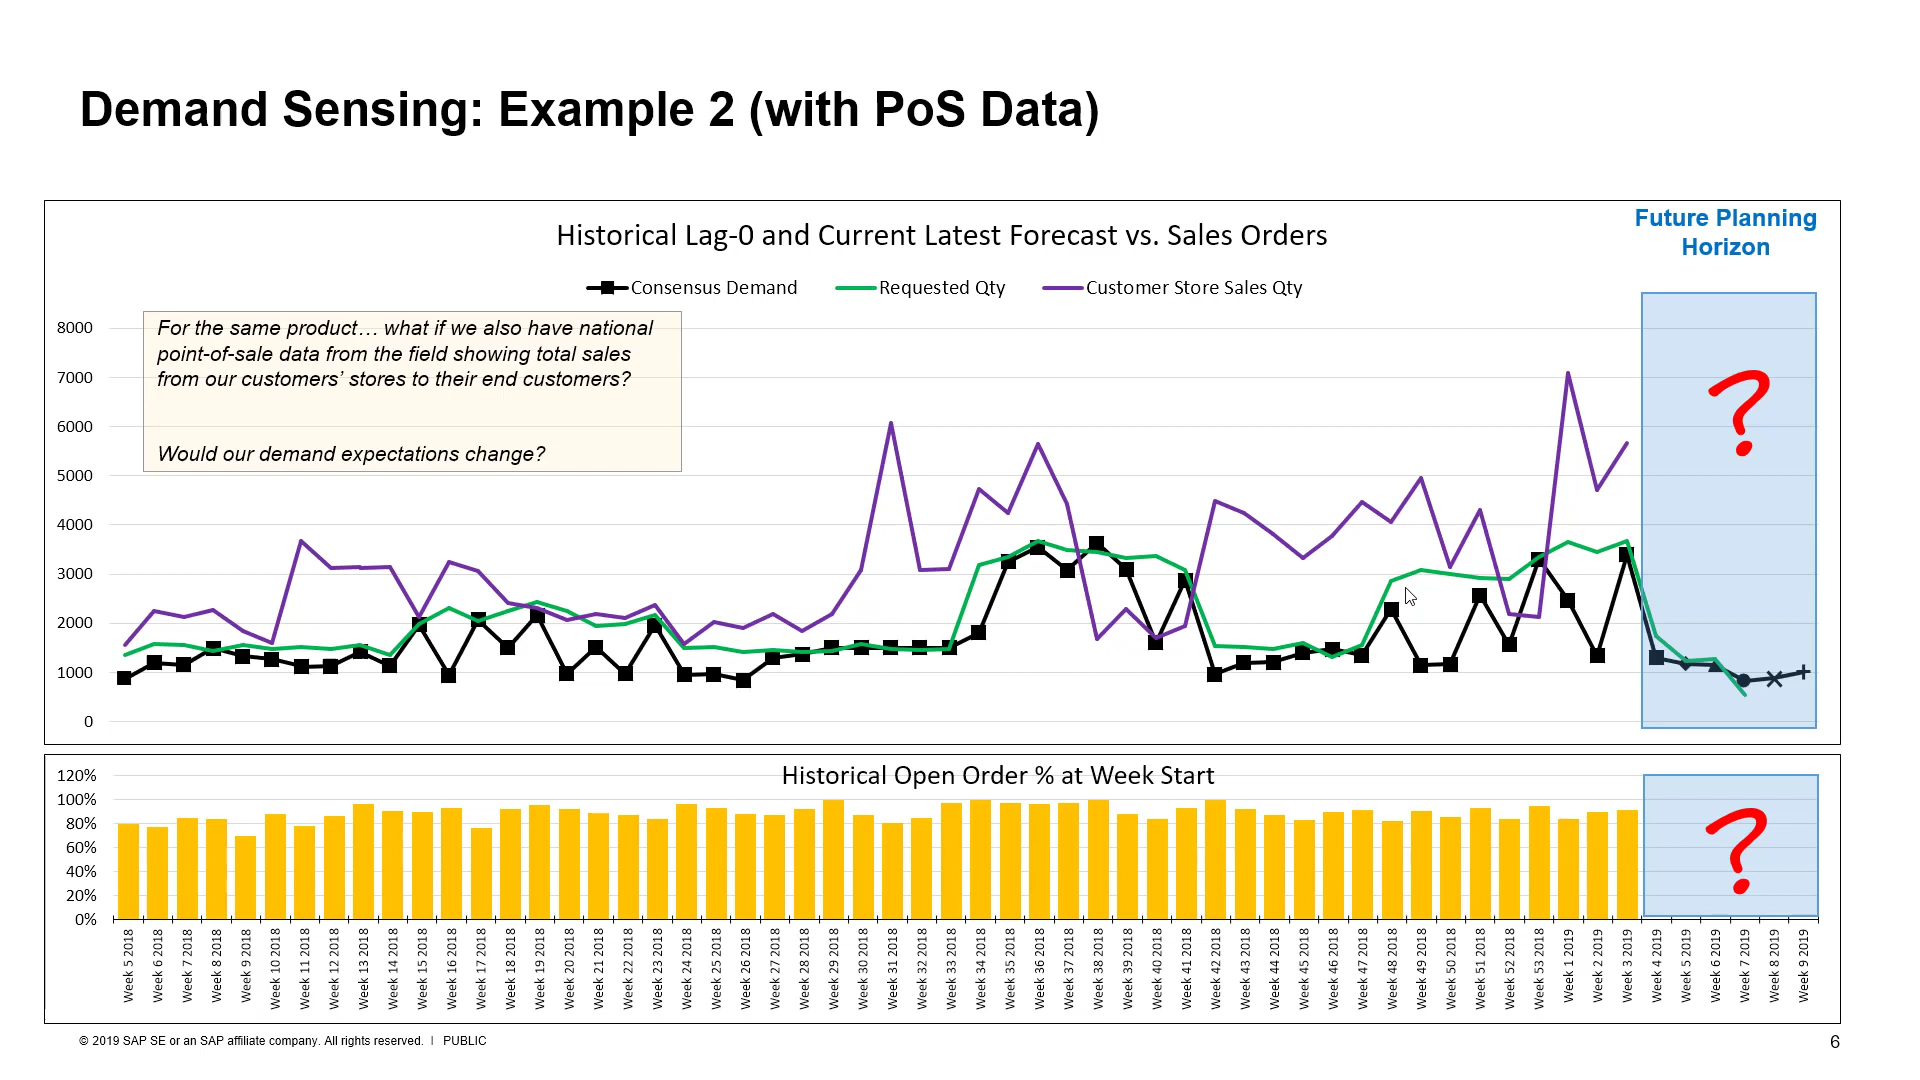 Demand Sensing: Example 2 (with PoS Data)
Historical Lag-0 and Current Latest Forecast vs. Sales Orders
Future Planning
Horizon
Consensus Demand
Requested Qty
Customer Store Sales Qty
For the same product… what if we also have national
point-of-sale data from the field showing total sales
from our customers’ stores to their end customers?
Would our demand expectations change?
8000
7000
6000
5000
4000
3000
2000
1000
0
?
Historical Open Order % at Week Start
120%
100%
80%
60%
40%
20%
0%
?
Week 5 2018
Week 6 2018
Week 7 2018
Week 8 2018
Week 9 2018
Week 10 2018
Week 11 2018
Week 12 2018
Week 13 2018
Week 14 2018
Week 15 2018
Week 16 2018
Week 17 2018
Week 18 2018
Week 19 2018
Week 20 2018
Week 21 2018
Week 22 2018
Week 23 2018
Week 24 2018
Week 25 2018
Week 26 2018
Week 27 2018
Week 28 2018
Week 29 2018
Week 30 2018
Week 31 2018
Week 32 2018
Week 33 2018
Week 34 2018
Week 35 2018
Week 36 2018
Week 37 2018
Week 38 2018
Week 39 2018
Week 40 2018
Week 41 2018
Week 42 2018
Week 43 2018
Week 44 2018
Week 45 2018
Week 46 2018
Week 47 2018
Week 48 2018
Week 49 2018
Week 50 2018
Week 51 2018
Week 52 2018
Week 53 2018
Week 1 2019
Week 2 2019
Week 3 2019
Week 4 2019
Week 5 2019
Week 6 2019
Week 7 2019
Week 8 2019
Week 9 2019
© 2019 SAP SE or an SAP affiliate company. All rights reserved. | PUBLIC
6